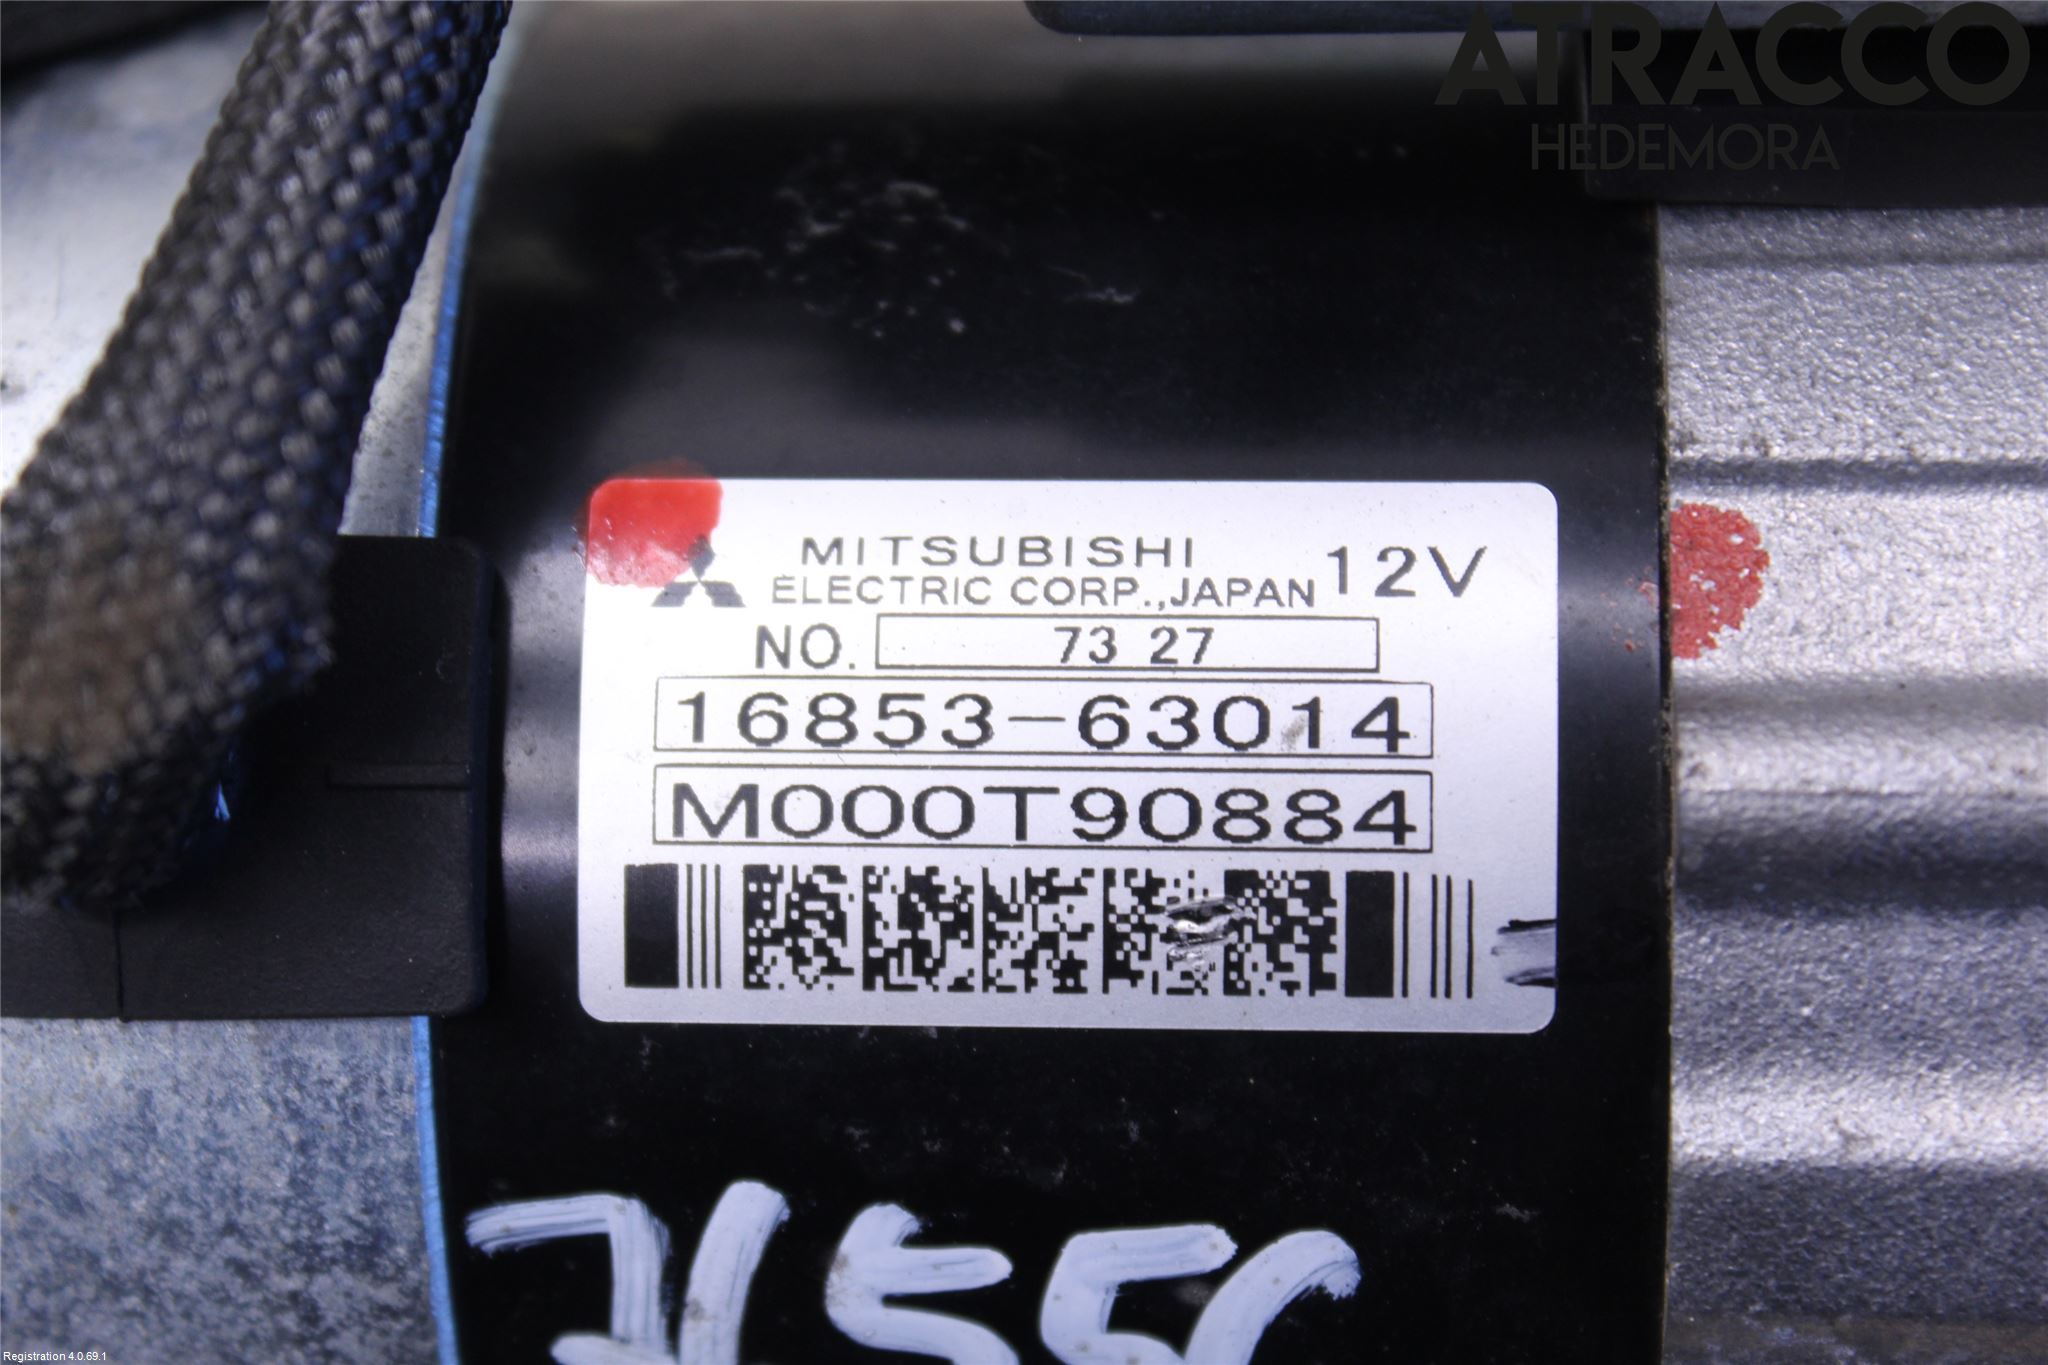 ATRACCO
HEDEMORA
MITSUBISHI
ELECTRIC CORP.,JAPAN 12V
NO. 73 27
16853-63014
M000T90884
Registration 4.0.69.1